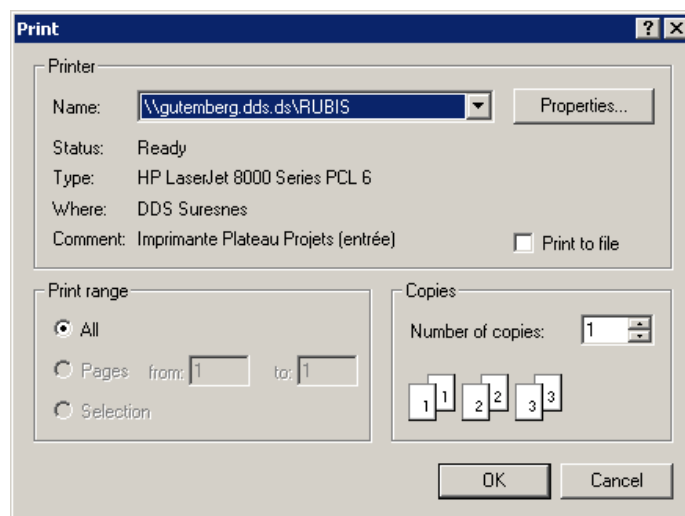 Print
Printer
Name: \\gutemberg.dds.ds\RUBIS Properties...
Status: Ready
Type: HP LaserJet 8000 Series PCL 6
Where: DDS Suresnes
Comment: Imprimante Plateau Projets (entrée) Print to file
Print range
All
Pages from: 1 to: 1
Selection
Copies
Number of copies: 1
1 1 2 2 3 3
OK Cancel